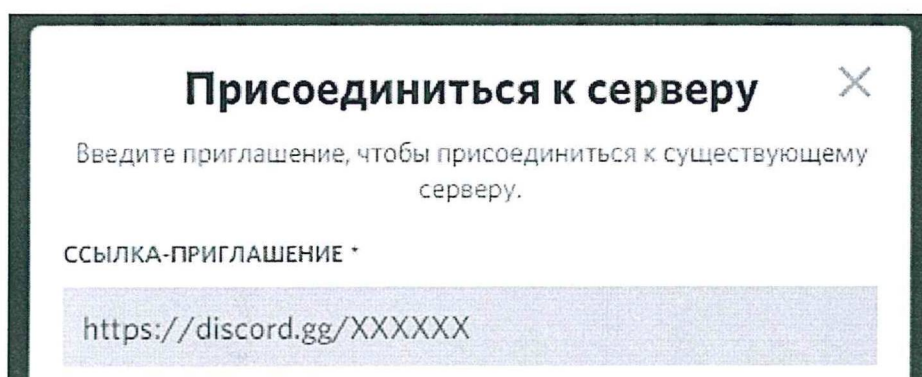 Присоединиться к серверу
Введите приглашение, чтобы присоединиться к существующему
серверу.
ССЫЛКА-ПРИГЛАШЕНИЕ *
https://discord.gg/XXXXXX